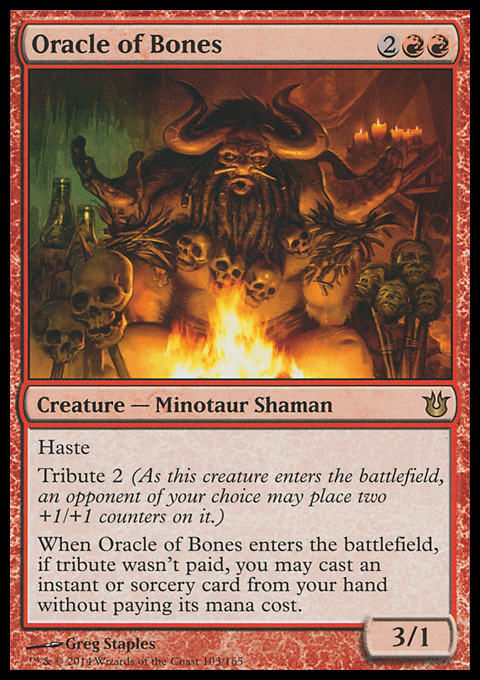 Oracle of Bones 2
Creature — Minotaur Shaman
Haste
Tribute 2 (As this creature enters the battlefield,
an opponent of your choice may place two
+1/+1 counters on it.)
When Oracle of Bones enters the battlefield,
if tribute wasn't paid, you may cast an
instant or sorcery card from your hand
without paying its mana cost.
3/1
Greg Staples
™ & © 2014 Wizards of the Coast 103/165